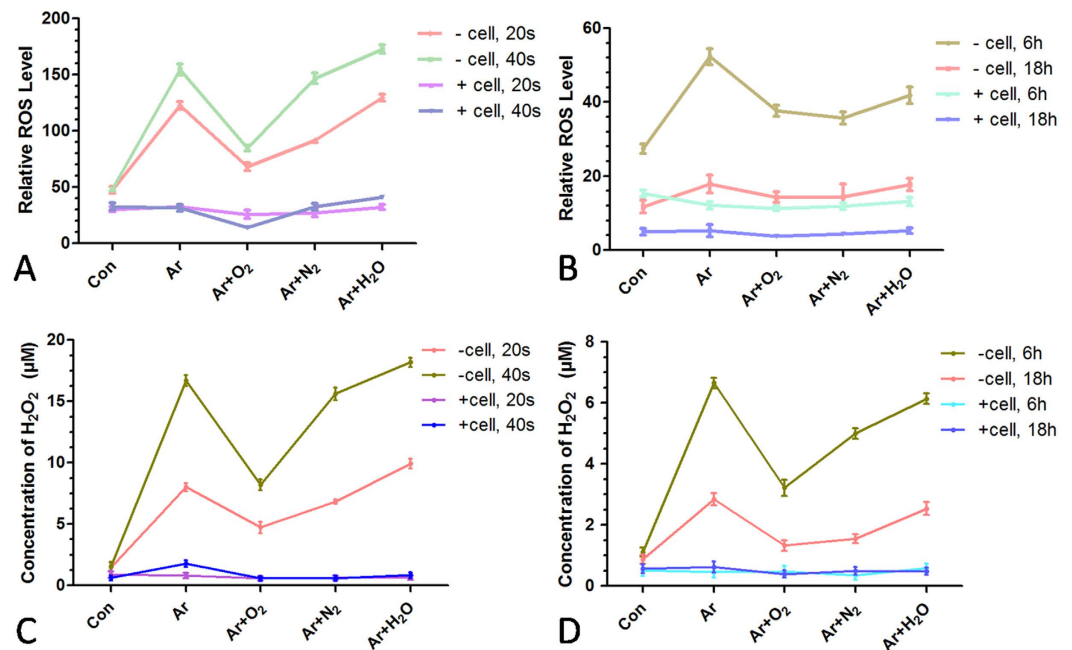 Relative ROS Level
200
150
100
50
0
Con
Ar
Ar+O₂
Ar+N₂
Ar+H₂O
- cell, 20s
- cell, 40s
+ cell, 20s
+ cell, 40s
A
Relative ROS Level
60
40
20
0
Con
Ar
Ar+O₂
Ar+N₂
Ar+H₂O
- cell, 6h
- cell, 18h
+ cell, 6h
+ cell, 18h
B
Concentration of H₂O₂ (µM)
20
15
10
5
0
Con
Ar
Ar+O₂
Ar+N₂
Ar+H₂O
-cell, 20s
-cell, 40s
+cell, 20s
+cell, 40s
C
Concentration of H₂O₂ (µM)
8
6
4
2
0
Con
Ar
Ar+O₂
Ar+N₂
Ar+H₂O
-cell, 6h
-cell, 18h
+cell, 6h
+cell, 18h
D